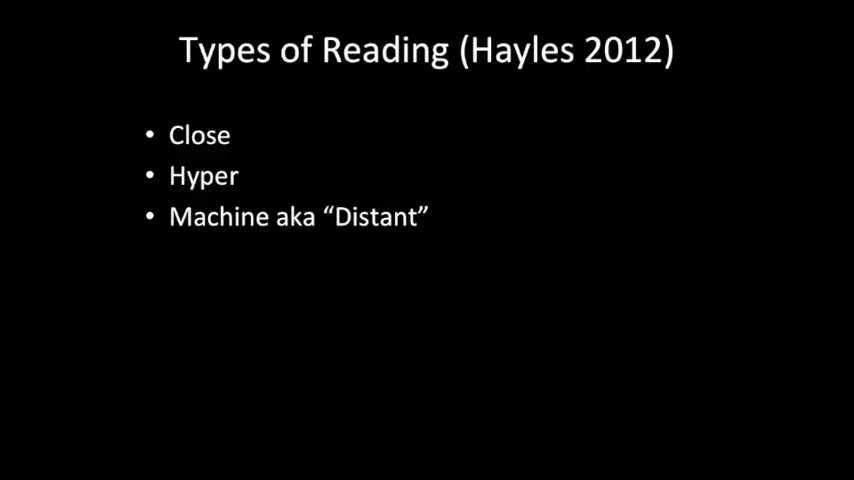 Types of Reading (Hayles 2012)
• Close
• Hyper
• Machine aka “Distant”